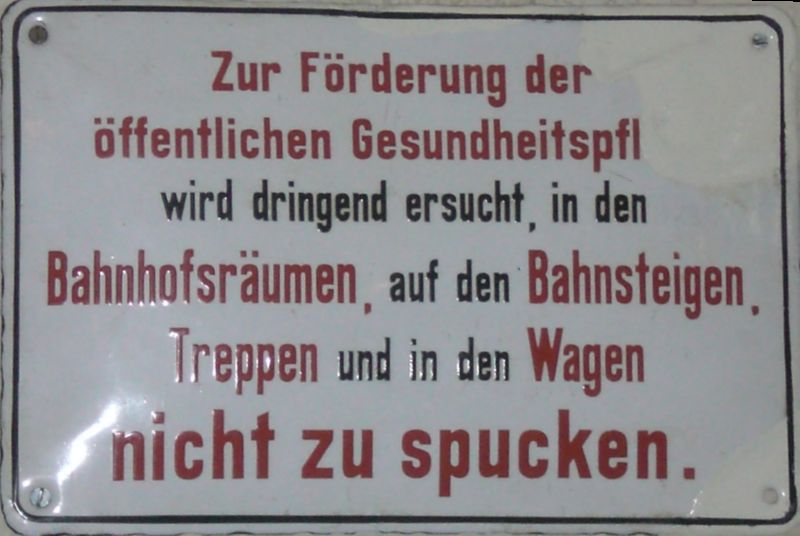 Zur Förderung der
öffentlichen Gesundheitspfl
wird dringend ersucht, in den
Bahnhofsräumen, auf den Bahnsteigen,
Treppen und in den Wagen
nicht zu spucken.